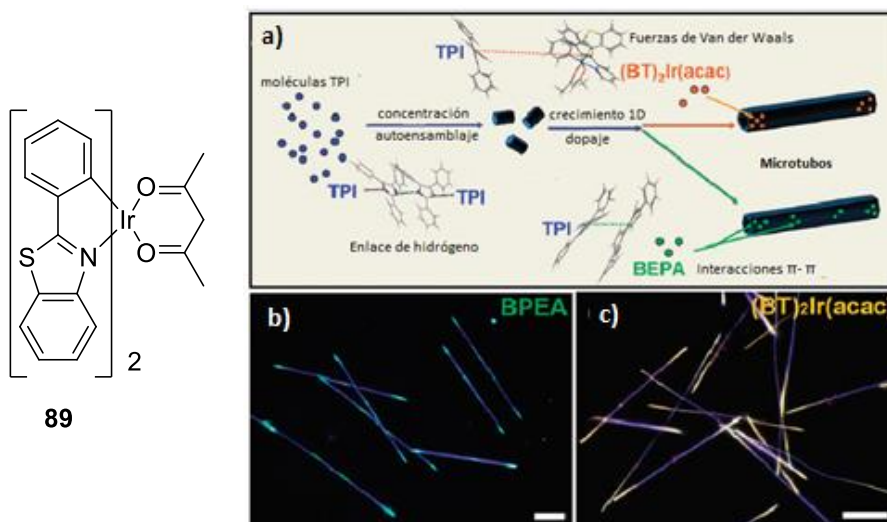 S
N
Ir
O
O
2
89
a)
TPI
Fuerzas de Van der Waals
(BT)₂Ir(acac)
moléculas TPI
concentración
autoensamblaje
crecimiento 1D
dopaje
Microtubos
TPI
TPI
Enlace de hidrógeno
TPI
BEPA
Interacciones π- π
b)
BPEA
c)
(BT)₂Ir(acac